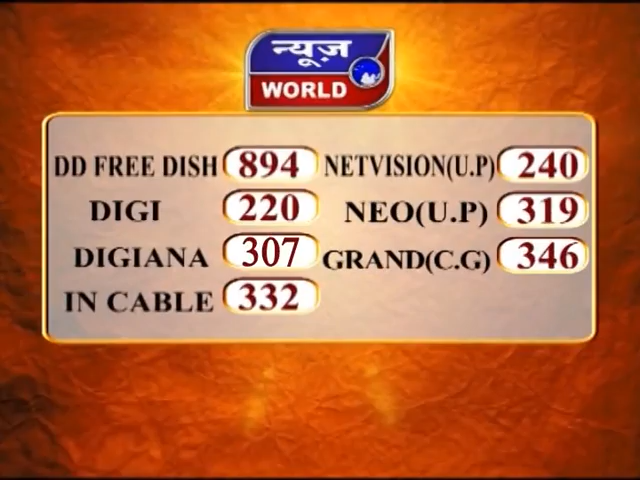 न्यूज़
WORLD
DD FREE DISH 894 NETVISION(U.P) 240
DIGI 220 NEO(U.P) 319
DIGIANA 307 GRAND(C.G) 346
IN CABLE 332